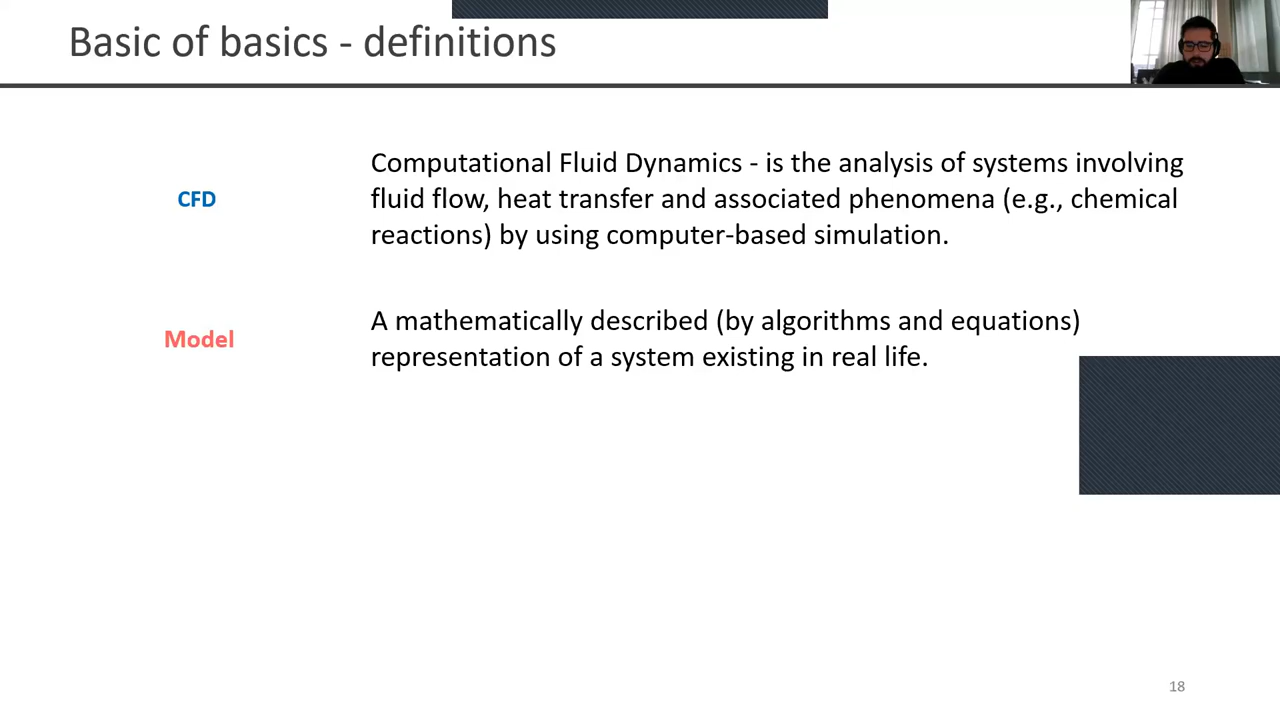 Basic of basics - definitions
CFD
Computational Fluid Dynamics - is the analysis of systems involving
fluid flow, heat transfer and associated phenomena (e.g., chemical
reactions) by using computer-based simulation.
Model
A mathematically described (by algorithms and equations)
representation of a system existing in real life.
18